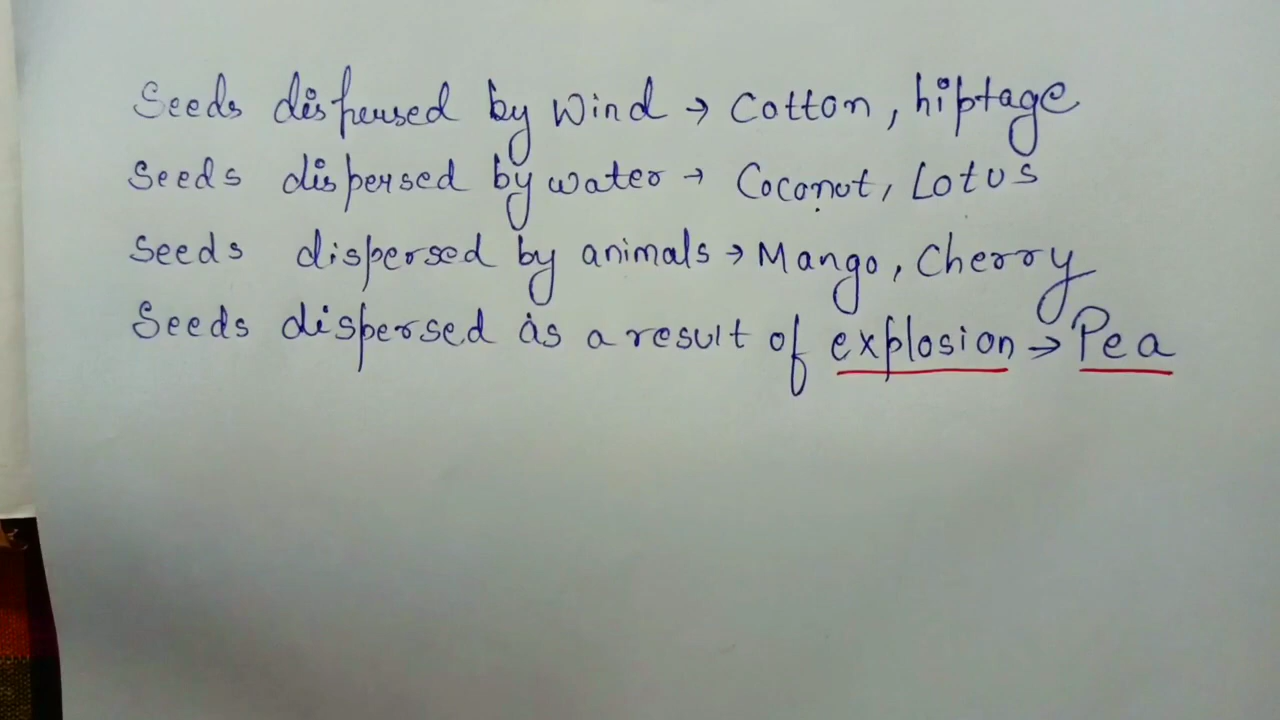 Seeds dispersed by Wind → Cotton, hiptage
Seeds dispersed by water → Coconut, Lotus
Seeds dispersed by animals → Mango, Cherry
Seeds dispersed as a result of explosion → Pea